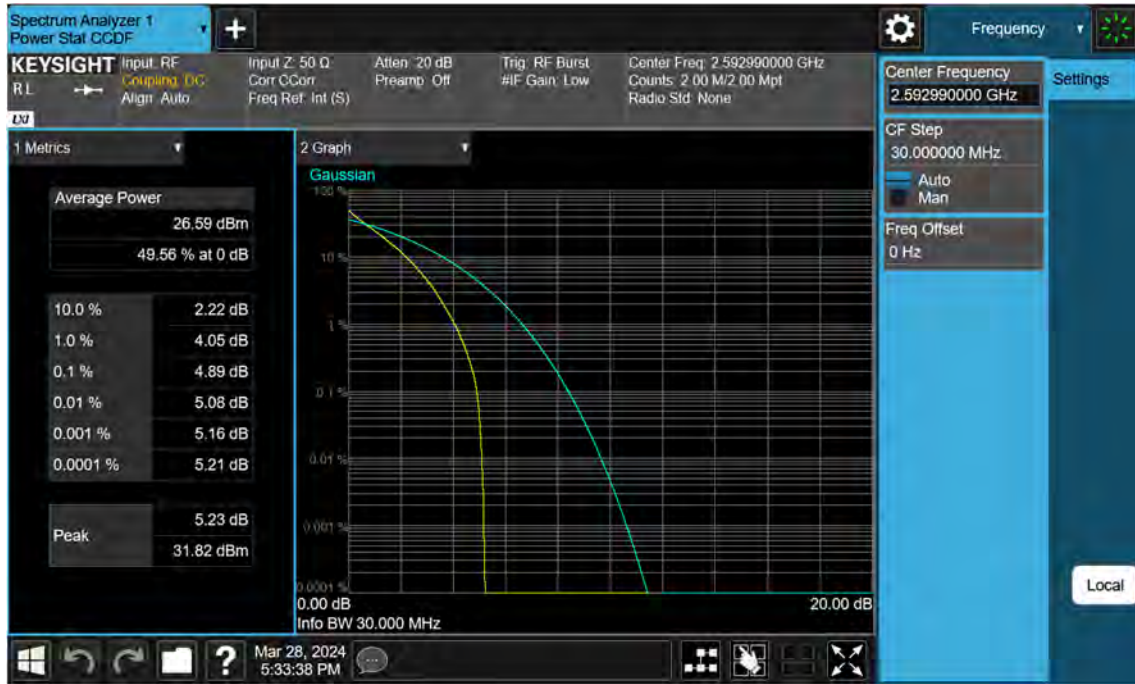 Spectrum Analyzer 1
Power Stat CCDF
Frequency
KEYSIGHT
RL
LXI
Input: RF
Coupling: DC
Align: Auto
Input Z: 50 Ω
Corr CCorr
Freq Ref: Int (S)
Atten: 20 dB
Preamp: Off
Trig: RF Burst
#IF Gain: Low
Center Freq: 2.592990000 GHz
Counts: 2.00 M/2.00 Mpt
Radio Std: None
Center Frequency
2.592990000 GHz
Settings
CF Step
30.000000 MHz
Auto
Man
Freq Offset
0 Hz
1 Metrics
Average Power
26.59 dBm
49.56 % at 0 dB
10.0 % 2.22 dB
1.0 % 4.05 dB
0.1 % 4.89 dB
0.01 % 5.08 dB
0.001 % 5.16 dB
0.0001 % 5.21 dB
Peak
5.23 dB
31.82 dBm
2 Graph
Gaussian
100 %
10 %
1 %
0.1 %
0.01 %
0.001 %
0.0001 %
0.00 dB 20.00 dB
Info BW 30.000 MHz
Local
?
Mar 28, 2024
5:33:38 PM